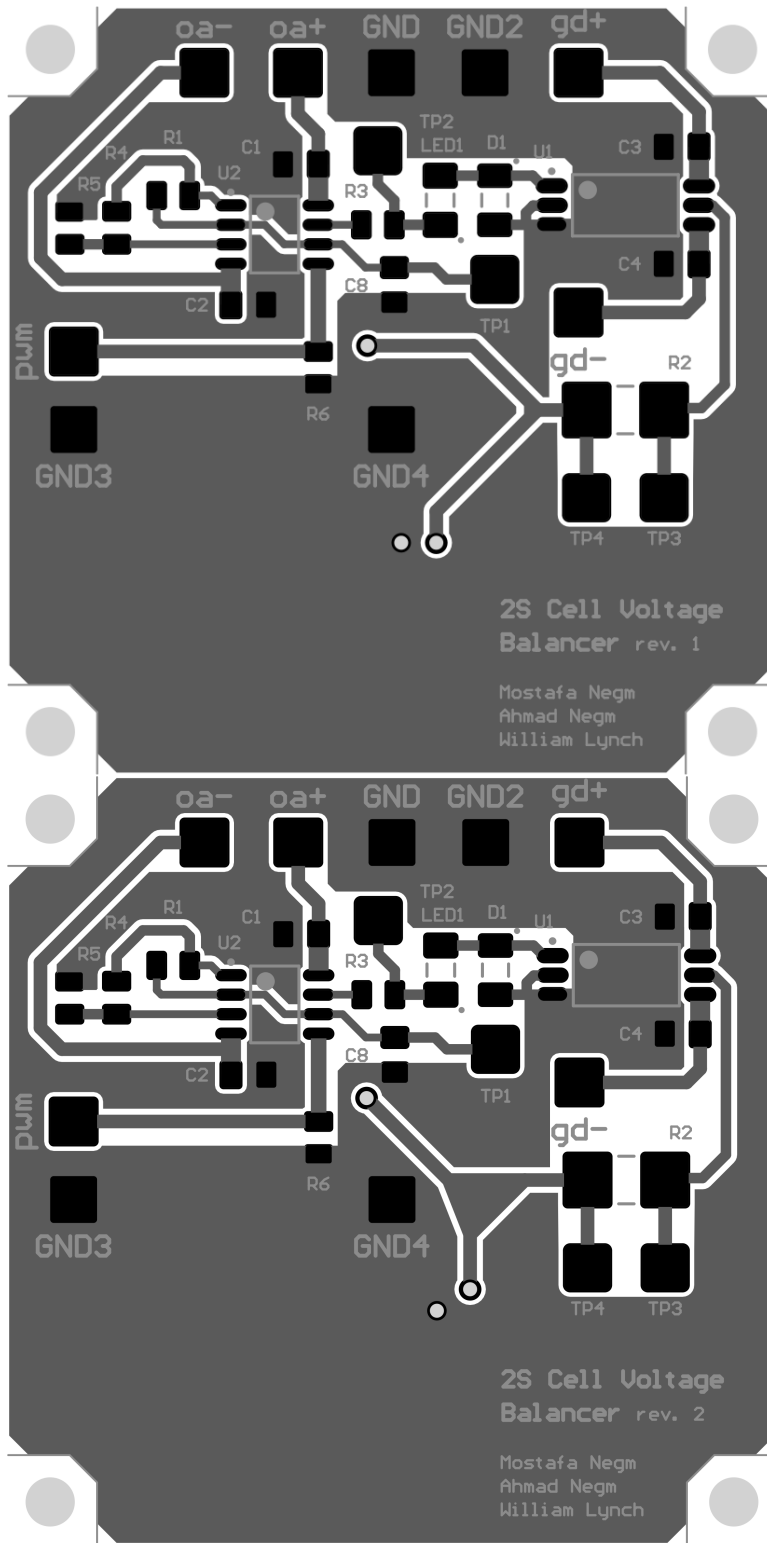 oa- oa+ GND GND2 gd+
TP2
R1 C1 LED1 D1 U1 C3
R4
R5 U2 R3
C4
C2 C8
TP1
pwm gd- R2
R6
GND3 GND4
TP4 TP3
2S Cell Voltage
Balancer rev. 1
Mostafa Negm
Ahmad Negm
William Lynch
oa- oa+ GND GND2 gd+
TP2
R1 C1 LED1 D1 U1 C3
R4
R5 U2 R3
C4
C2 C8
TP1
pwm gd- R2
R6
GND3 GND4
TP4 TP3
2S Cell Voltage
Balancer rev. 2
Mostafa Negm
Ahmad Negm
William Lynch